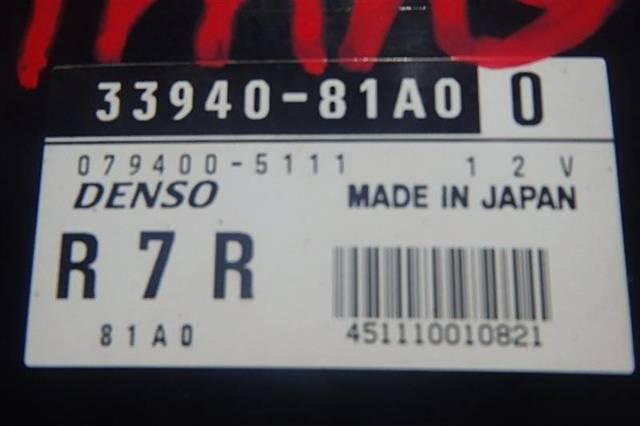 33940-81A0 0
079400-5111 12V
DENSO MADE IN JAPAN
R7R
81A0
451110010821